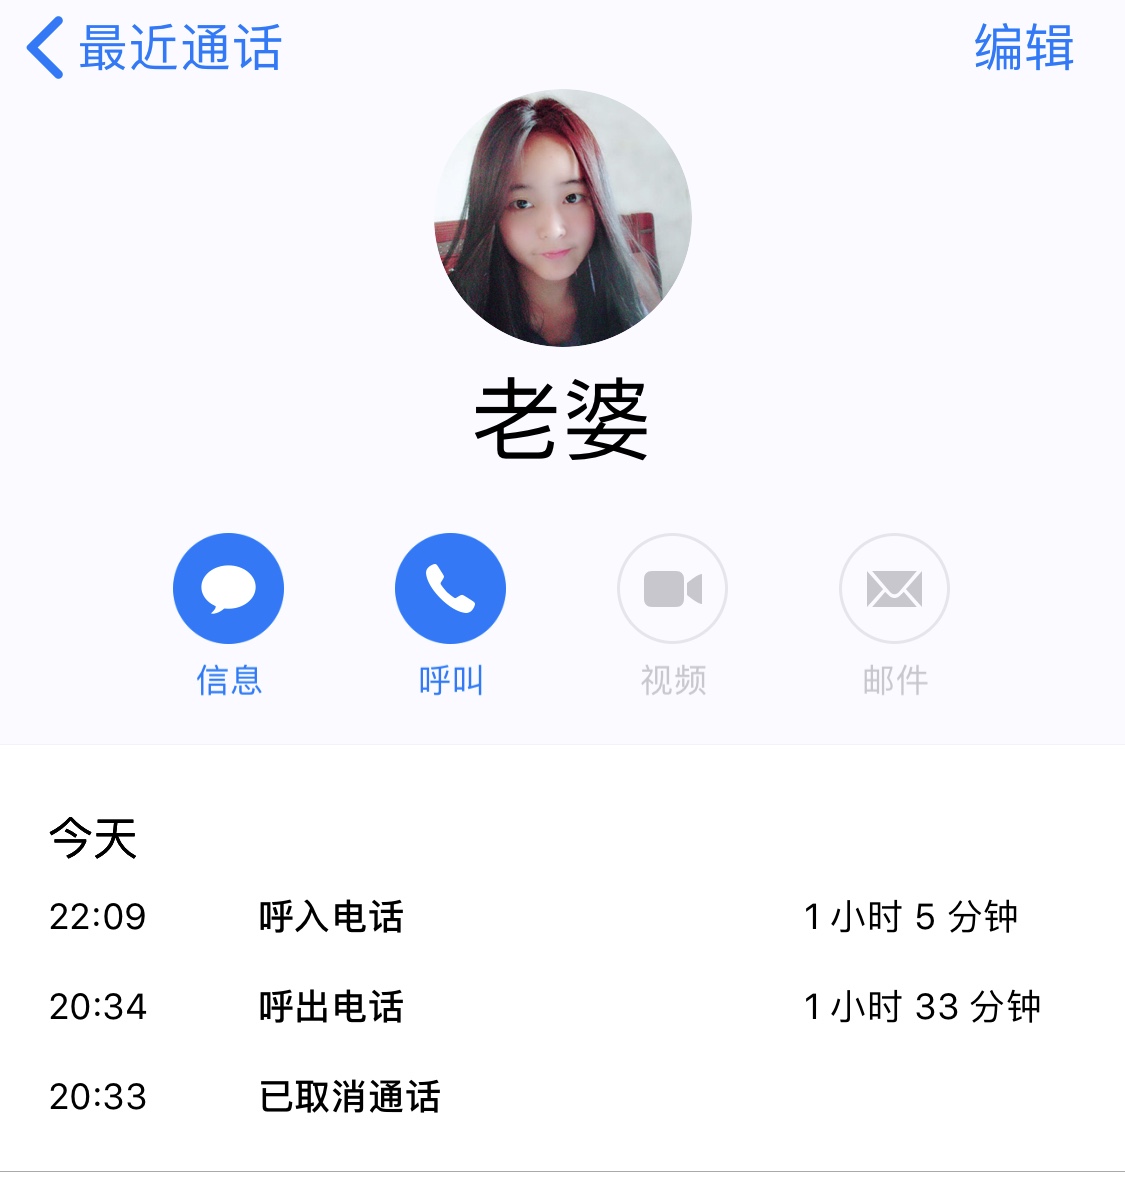 最近通话 编辑
老婆
信息 呼叫 视频 邮件
今天
22:09 呼入电话 1 小时 5 分钟
20:34 呼出电话 1 小时 33 分钟
20:33 已取消通话